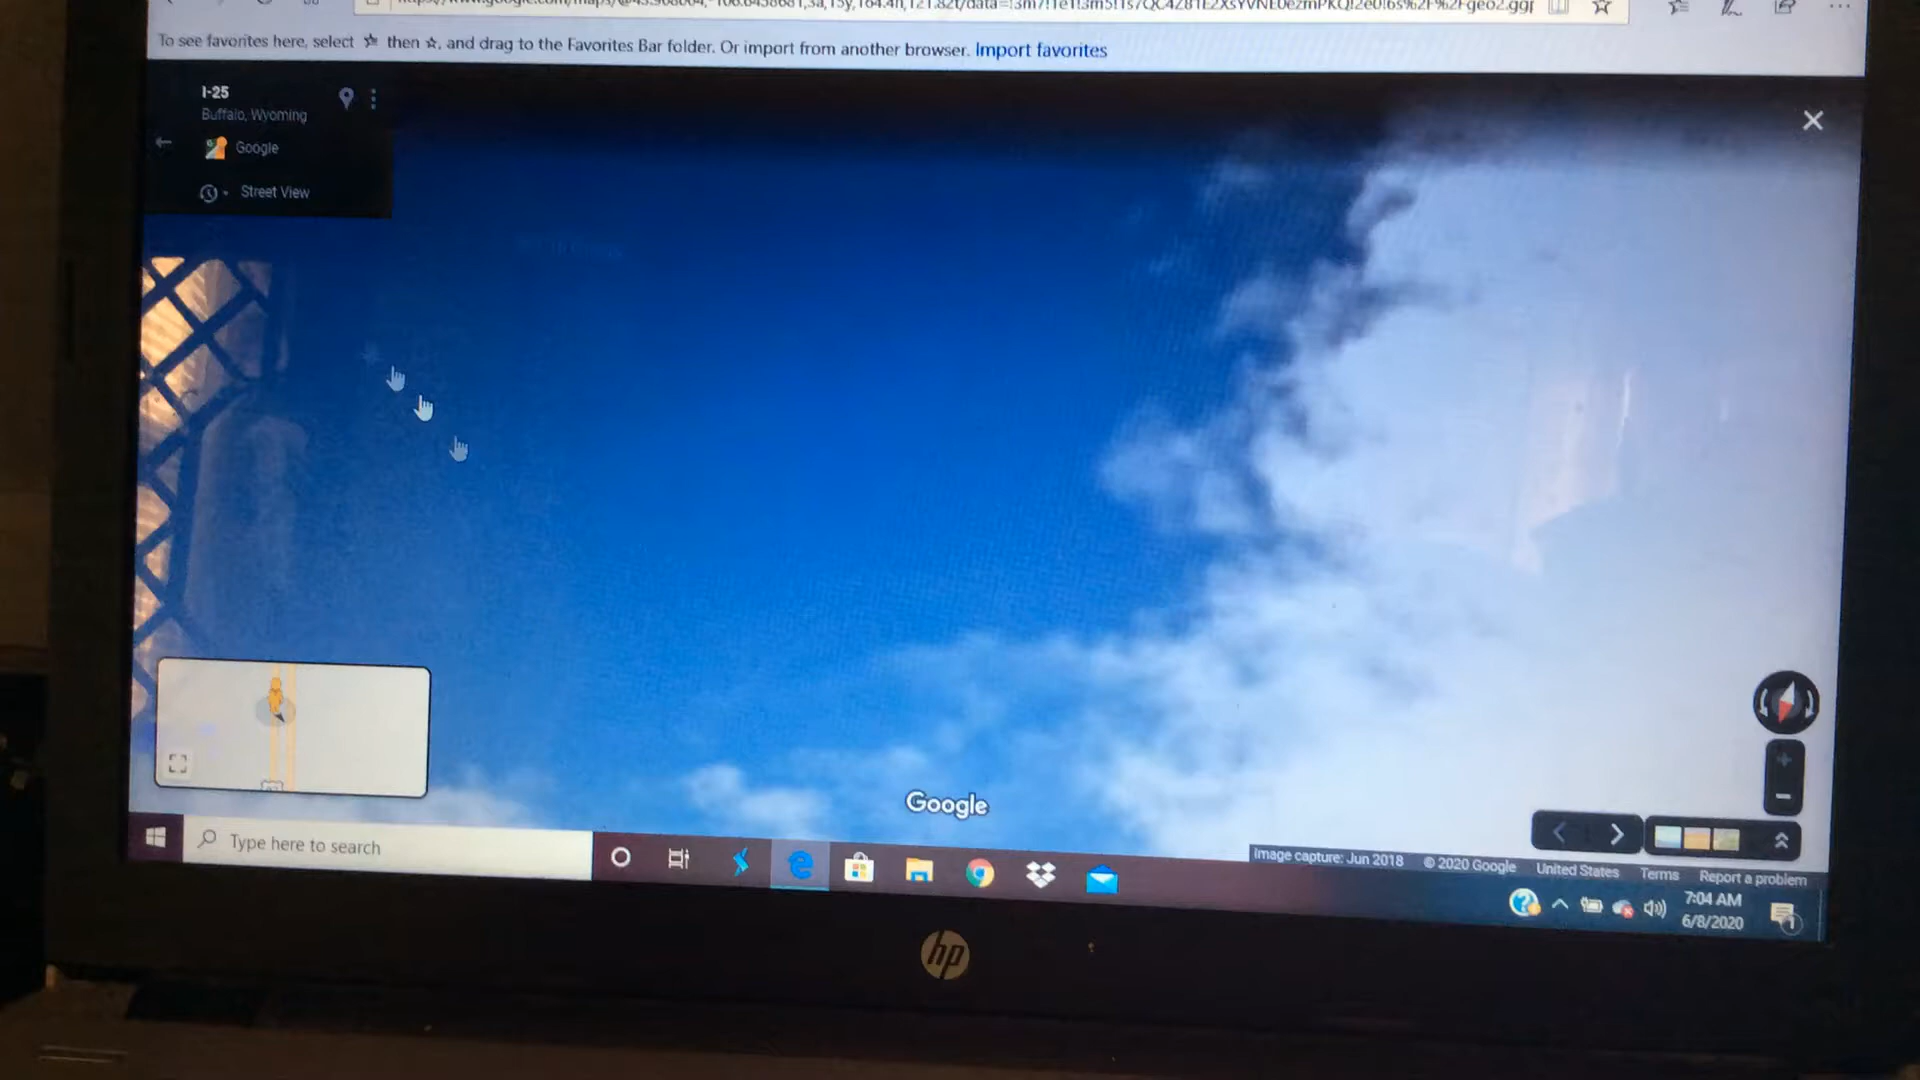 To see favorites here, select then ☆, and drag to the Favorites Bar folder. Or import from another browser. Import favorites
I-25
Buffalo, Wyoming
Google
Street View
Google
Type here to search
Image capture: Jun 2018 © 2020 Google United States Terms Report a problem
7:04 AM
6/8/2020
1
hp